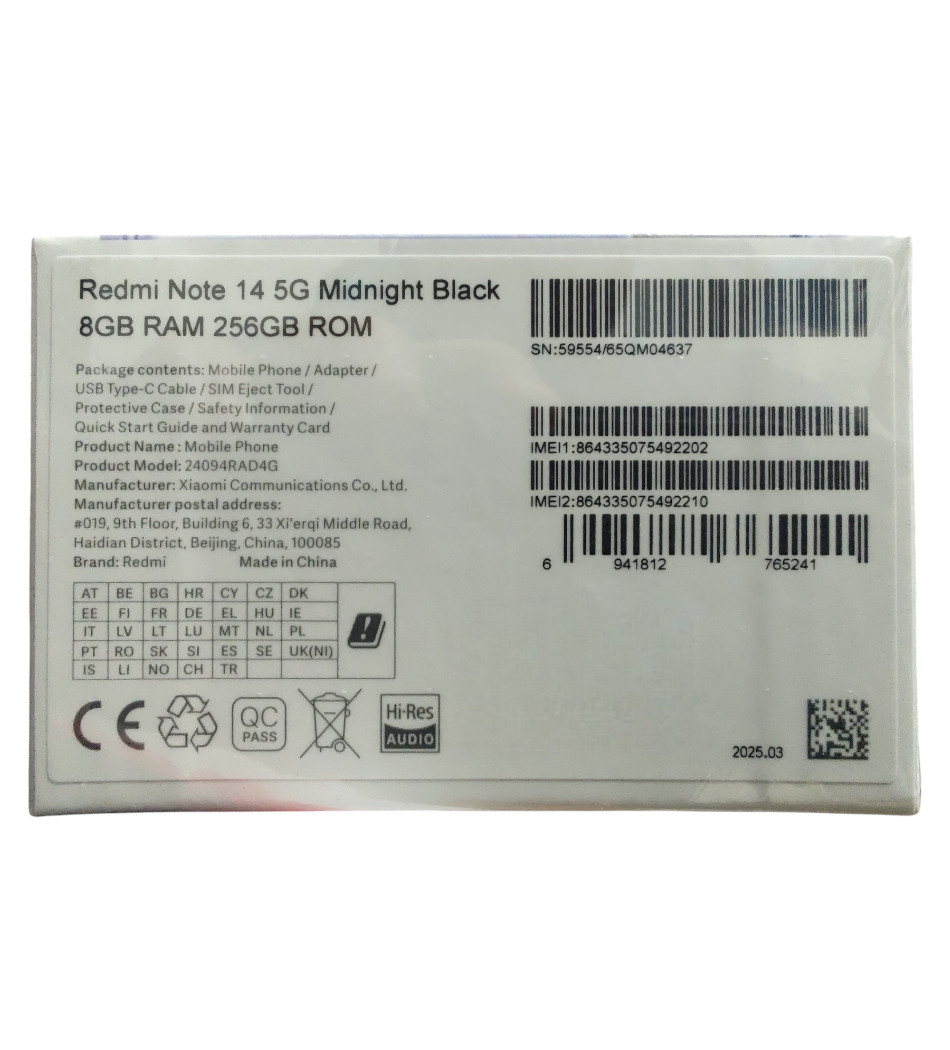 Redmi Note 14 5G Midnight Black
8GB RAM 256GB ROM
Package contents: Mobile Phone / Adapter /
USB Type-C Cable / SIM Eject Tool /
Protective Case / Safety Information /
Quick Start Guide and Warranty Card
Product Name : Mobile Phone
Product Model: 24094RAD4G
Manufacturer: Xiaomi Communications Co., Ltd.
Manufacturer postal address:
#019, 9th Floor, Building 6, 33 Xi'erqi Middle Road,
Haidian District, Beijing, China, 100085
Brand: Redmi Made in China
AT BE BG HR CY CZ DK
EE FI FR DE EL HU IE
IT LV LT LU MT NL PL
PT RO SK SI ES SE UK(NI)
IS LI NO CH TR
CE
QC
PASS
Hi-Res
AUDIO
SN:59554/65QM04637
IMEI1:864335075492202
IMEI2:864335075492210
6 941812 765241
2025.03